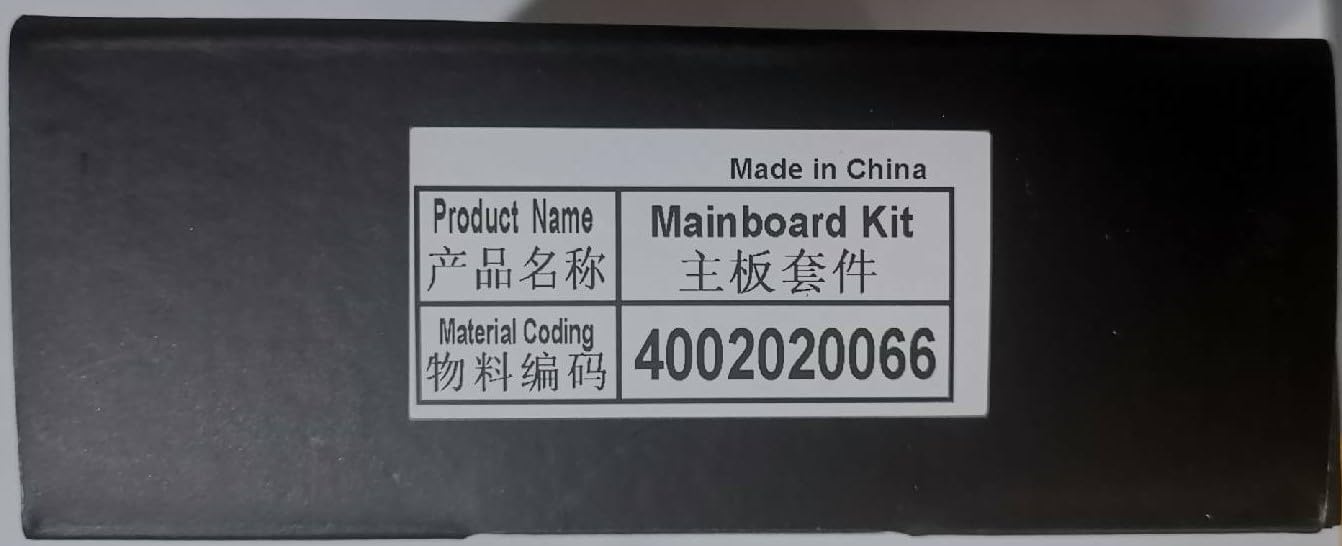 Made in China
Product Name
产品名称
Mainboard Kit
主板套件
Material Coding
物料编码
4002020066